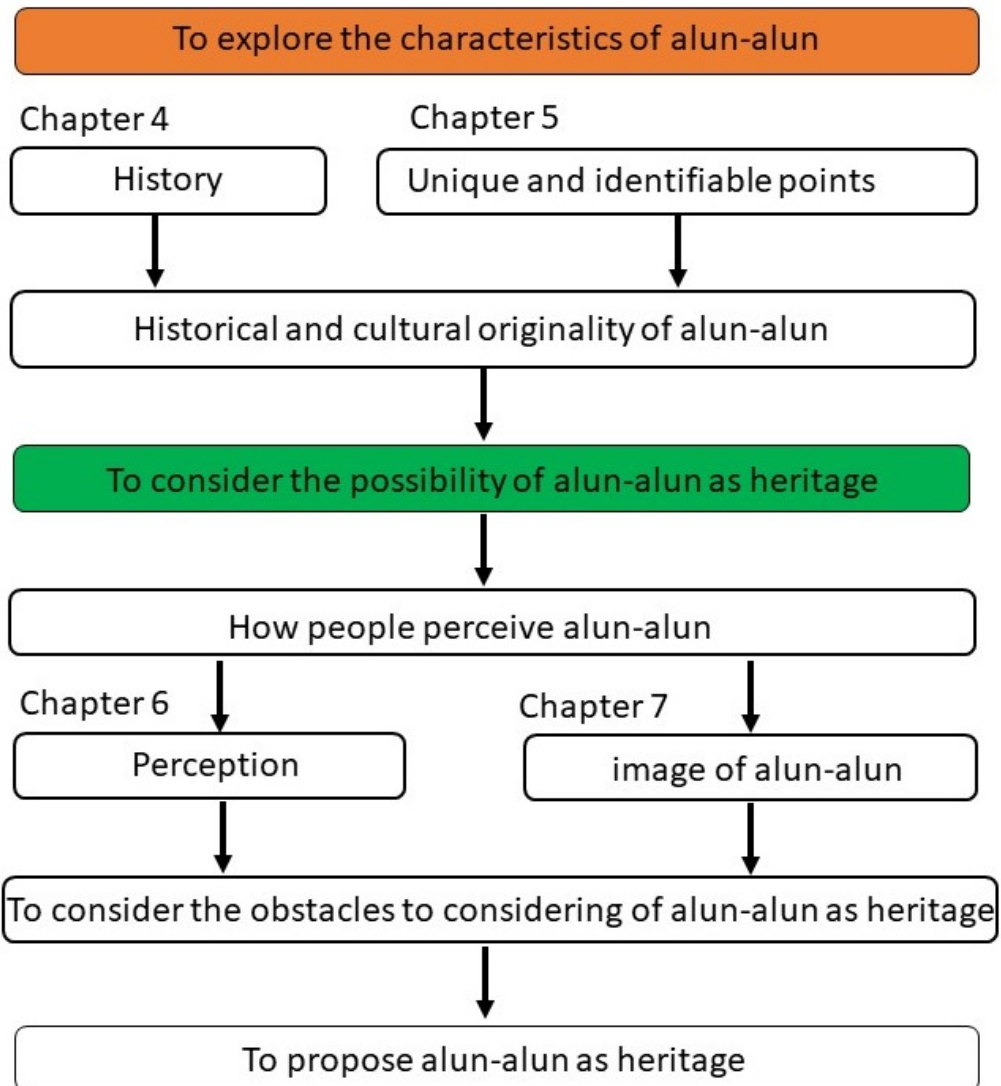 To explore the characteristics of alun-alun
Chapter 4
Chapter 5
History
Unique and identifiable points
Historical and cultural originality of alun-alun
To consider the possibility of alun-alun as heritage
How people perceive alun-alun
Chapter 6
Chapter 7
Perception
image of alun-alun
To consider the obstacles to considering of alun-alun as heritage
To propose alun-alun as heritage